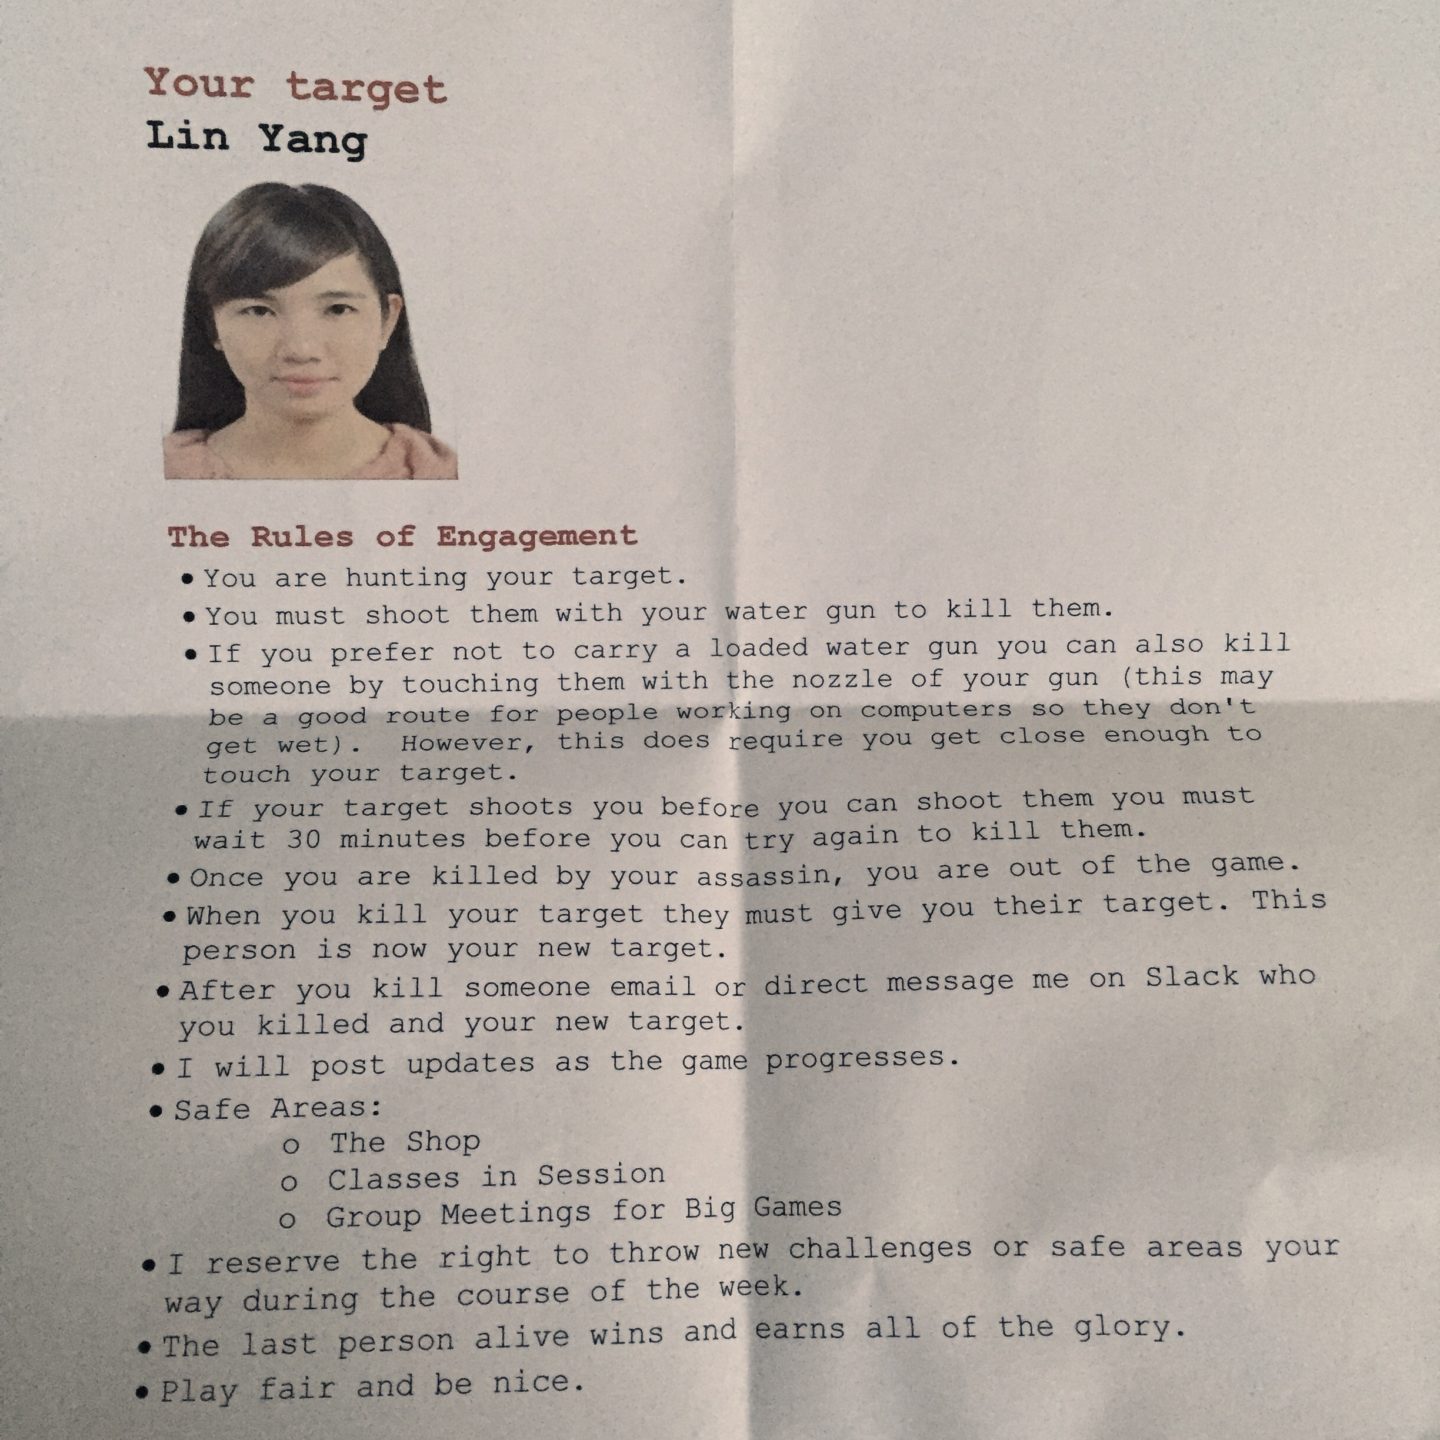 Your target
Lin Yang
The Rules of Engagement
• You are hunting your target.
• You must shoot them with your water gun to kill them.
• If you prefer not to carry a loaded water gun you can also kill
someone by touching them with the nozzle of your gun (this may
be a good route for people working on computers so they don't
get wet).  However, this does require you get close enough to
touch your target.
• If your target shoots you before you can shoot them you must
wait 30 minutes before you can try again to kill them.
• Once you are killed by your assassin, you are out of the game.
• When you kill your target they must give you their target. This
person is now your new target.
• After you kill someone email or direct message me on Slack who
you killed and your new target.
• I will post updates as the game progresses.
• Safe Areas:
o The Shop
o Classes in Session
o Group Meetings for Big Games
• I reserve the right to throw new challenges or safe areas your
way during the course of the week.
• The last person alive wins and earns all of the glory.
• Play fair and be nice.